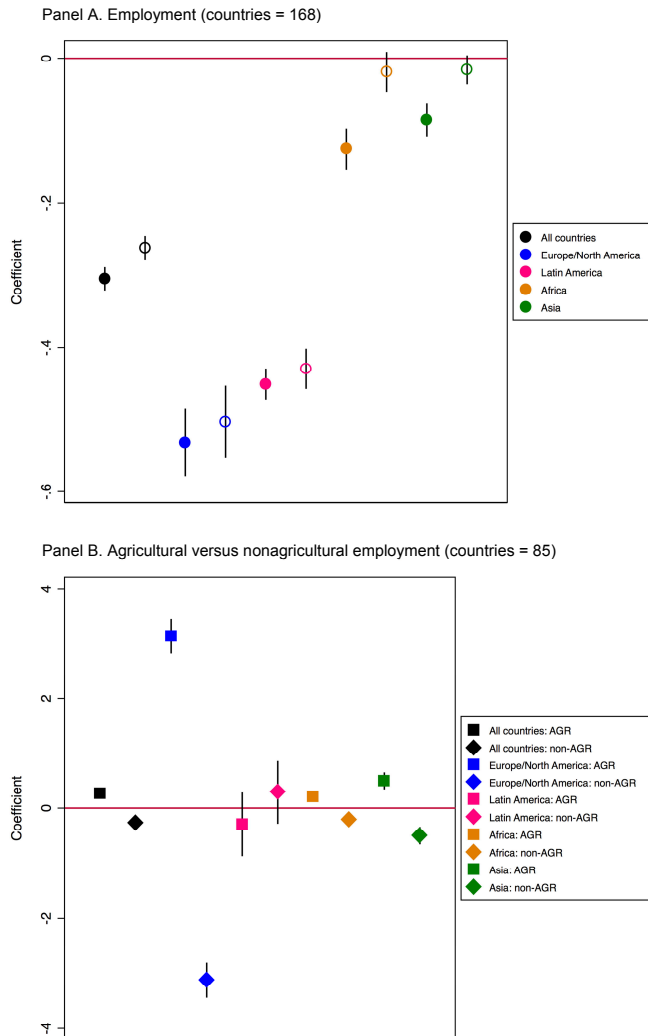 Panel A. Employment (countries = 168)
0
-.2
-.4
-.6
Coefficient
All countries
Europe/North America
Latin America
Africa
Asia
Panel B. Agricultural versus nonagricultural employment (countries = 85)
4
2
0
-2
-4
Coefficient
All countries: AGR
All countries: non-AGR
Europe/North America: AGR
Europe/North America: non-AGR
Latin America: AGR
Latin America: non-AGR
Africa: AGR
Africa: non-AGR
Asia: AGR
Asia: non-AGR